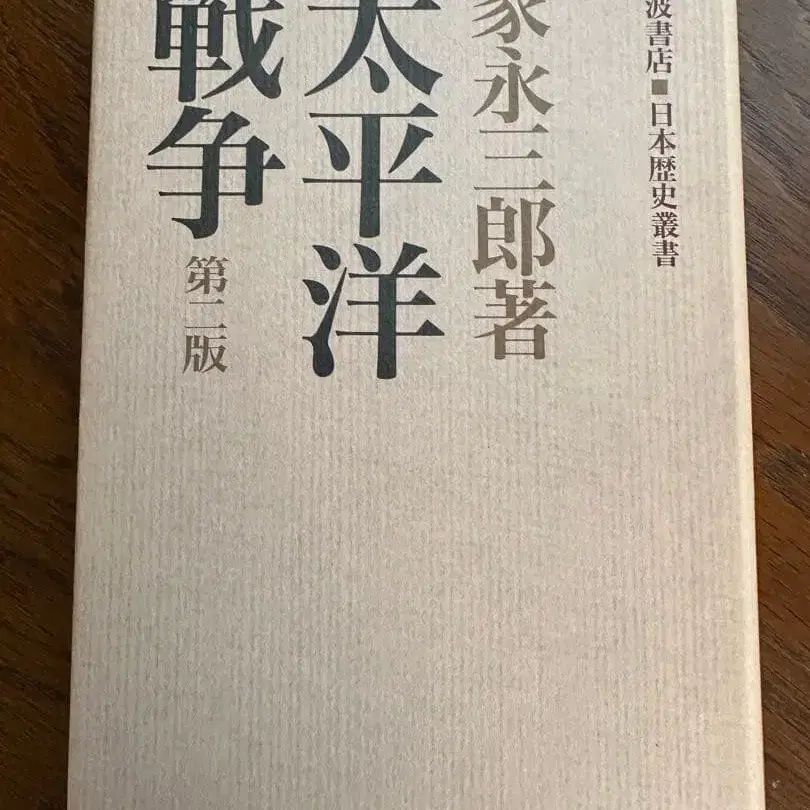 波書店■日本歴史叢書
家永三郎著
太平洋
戦争
第二版